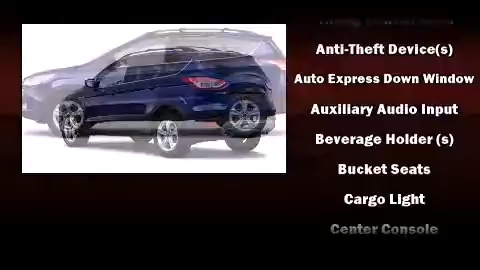 Anti-Theft Device(s)
Auto Express Down Window
Auxiliary Audio Input
Beverage Holder (s)
Bucket Seats
Cargo Light
Center Console